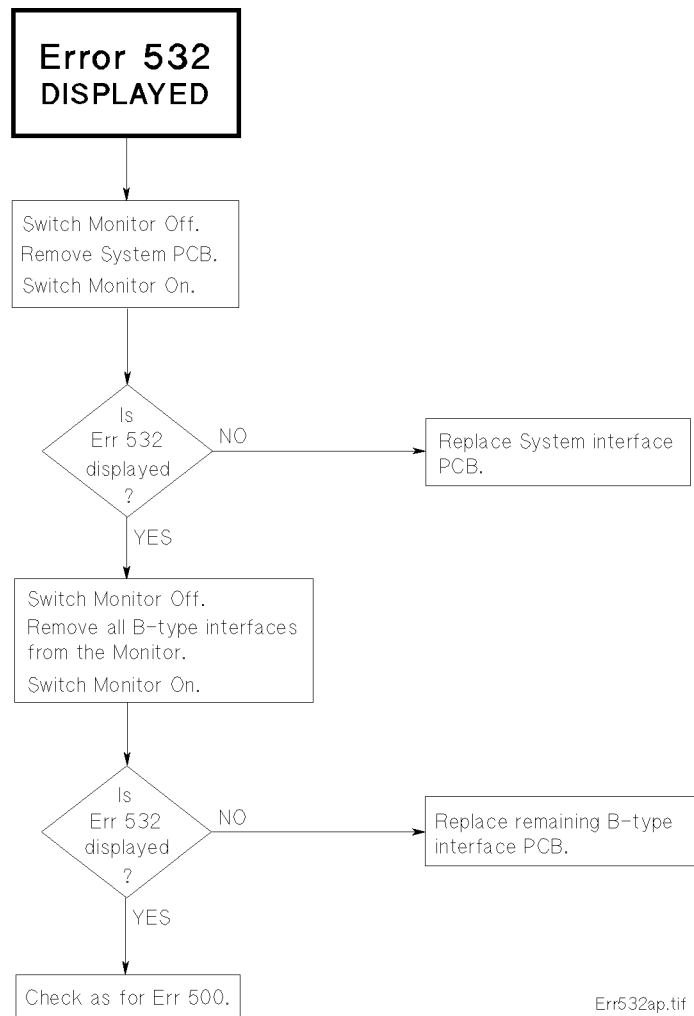 Error 532
DISPLAYED
Switch Monitor Off.
Remove System PCB.
Switch Monitor On.
Is
Err 532
displayed
?
NO
Replace System interface
PCB.
YES
Switch Monitor Off.
Remove all B-type interfaces
from the Monitor.
Switch Monitor On.
Is
Err 532
displayed
?
NO
Replace remaining B-type
interface PCB.
YES
Check as for Err 500.
Err532ap.tif